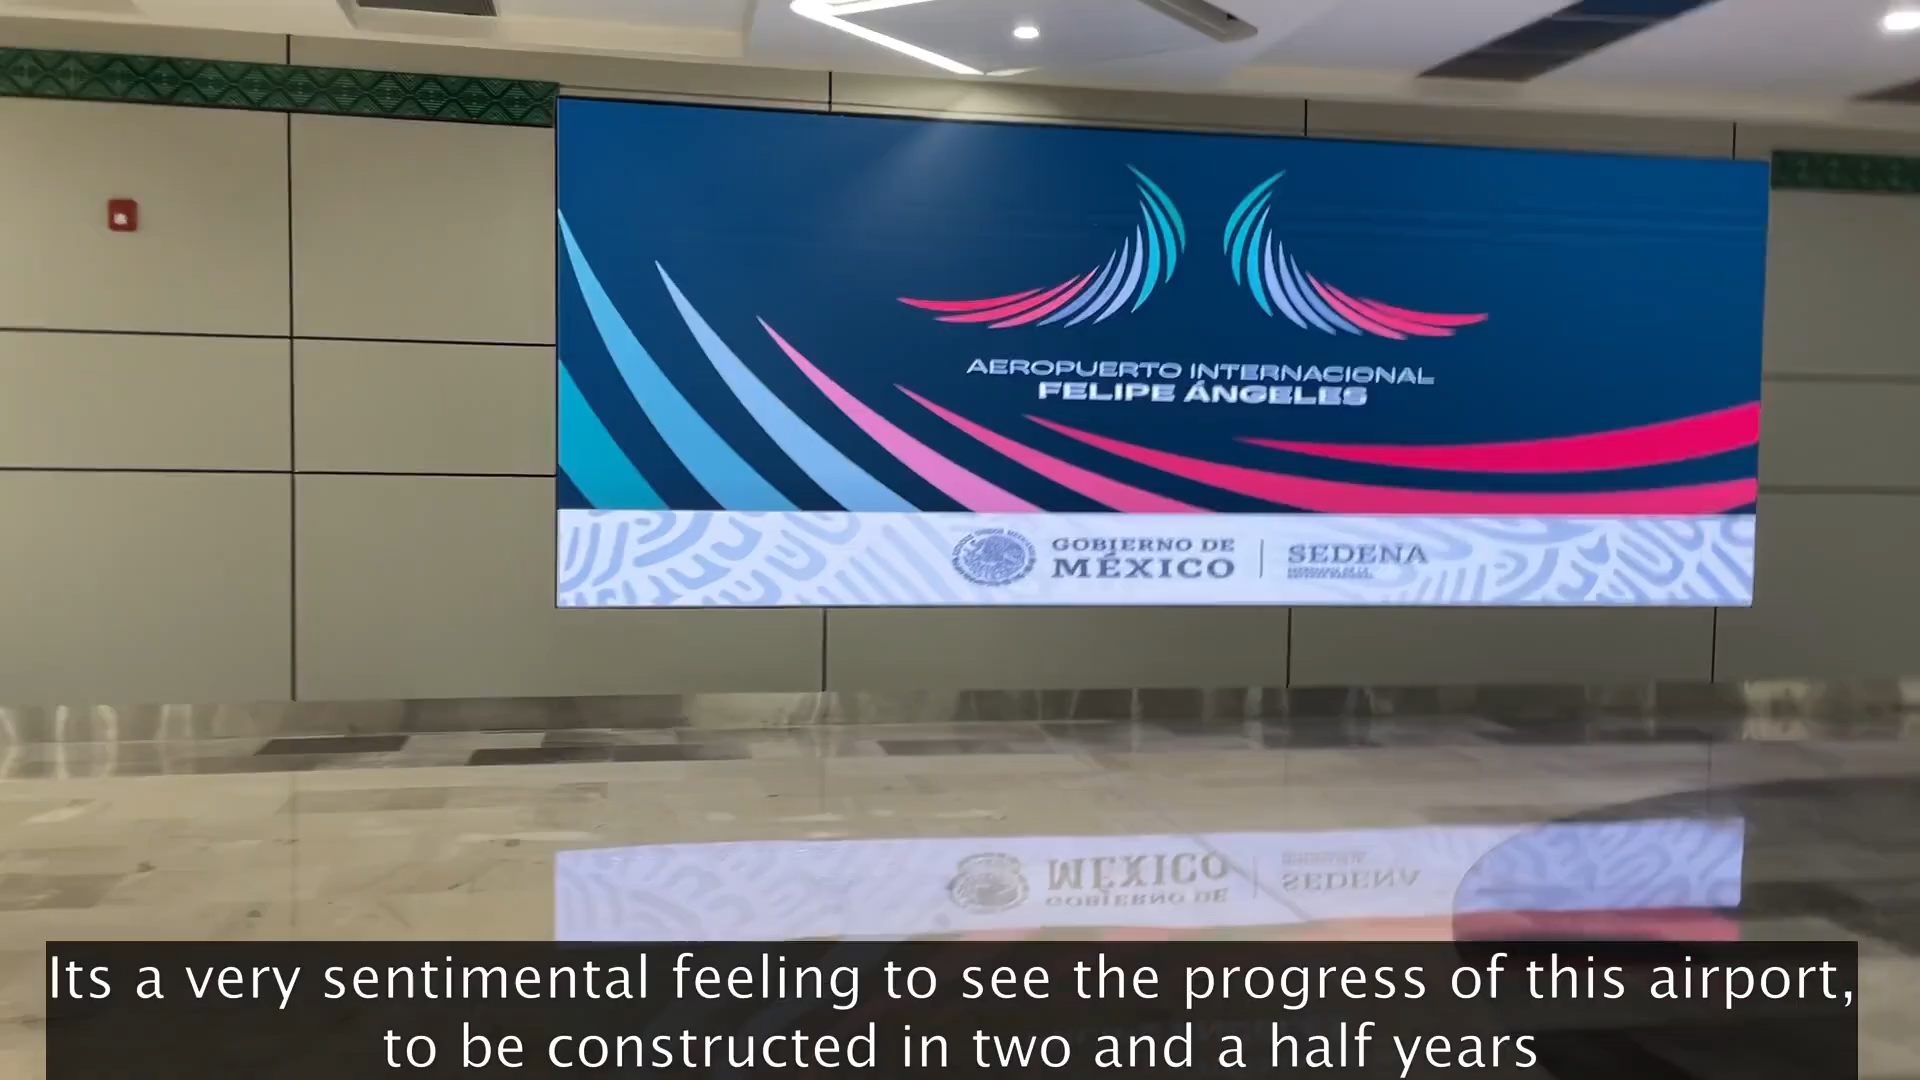 AEROPUERTO INTERNACIONAL
FELIPE ÁNGELES
GOBIERNO DE
MÉXICO
SEDENA
Its a very sentimental feeling to see the progress of this airport,
to be constructed in two and a half years